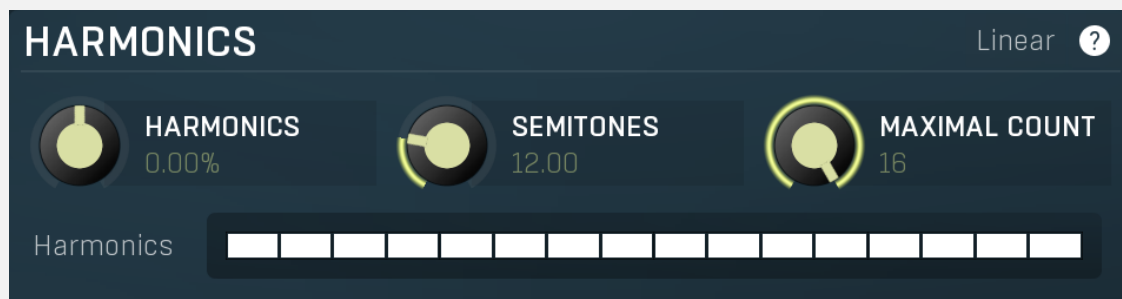 HARMONICS
Linear ?
HARMONICS
0.00%
SEMITONES
12.00
MAXIMAL COUNT
16
Harmonics